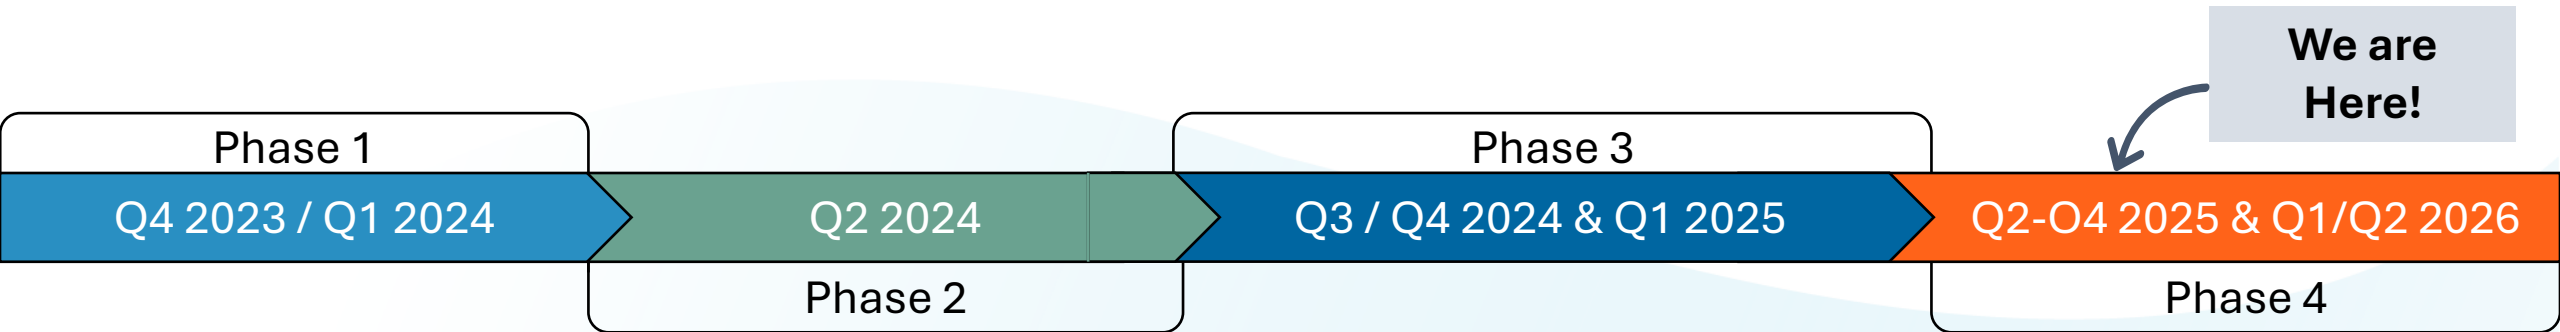 We are
Here!
Phase 1
Phase 3
Q4 2023 / Q1 2024
Q2 2024
Q3 / Q4 2024 & Q1 2025
Q2-O4 2025 & Q1/Q2 2026
Phase 2
Phase 4